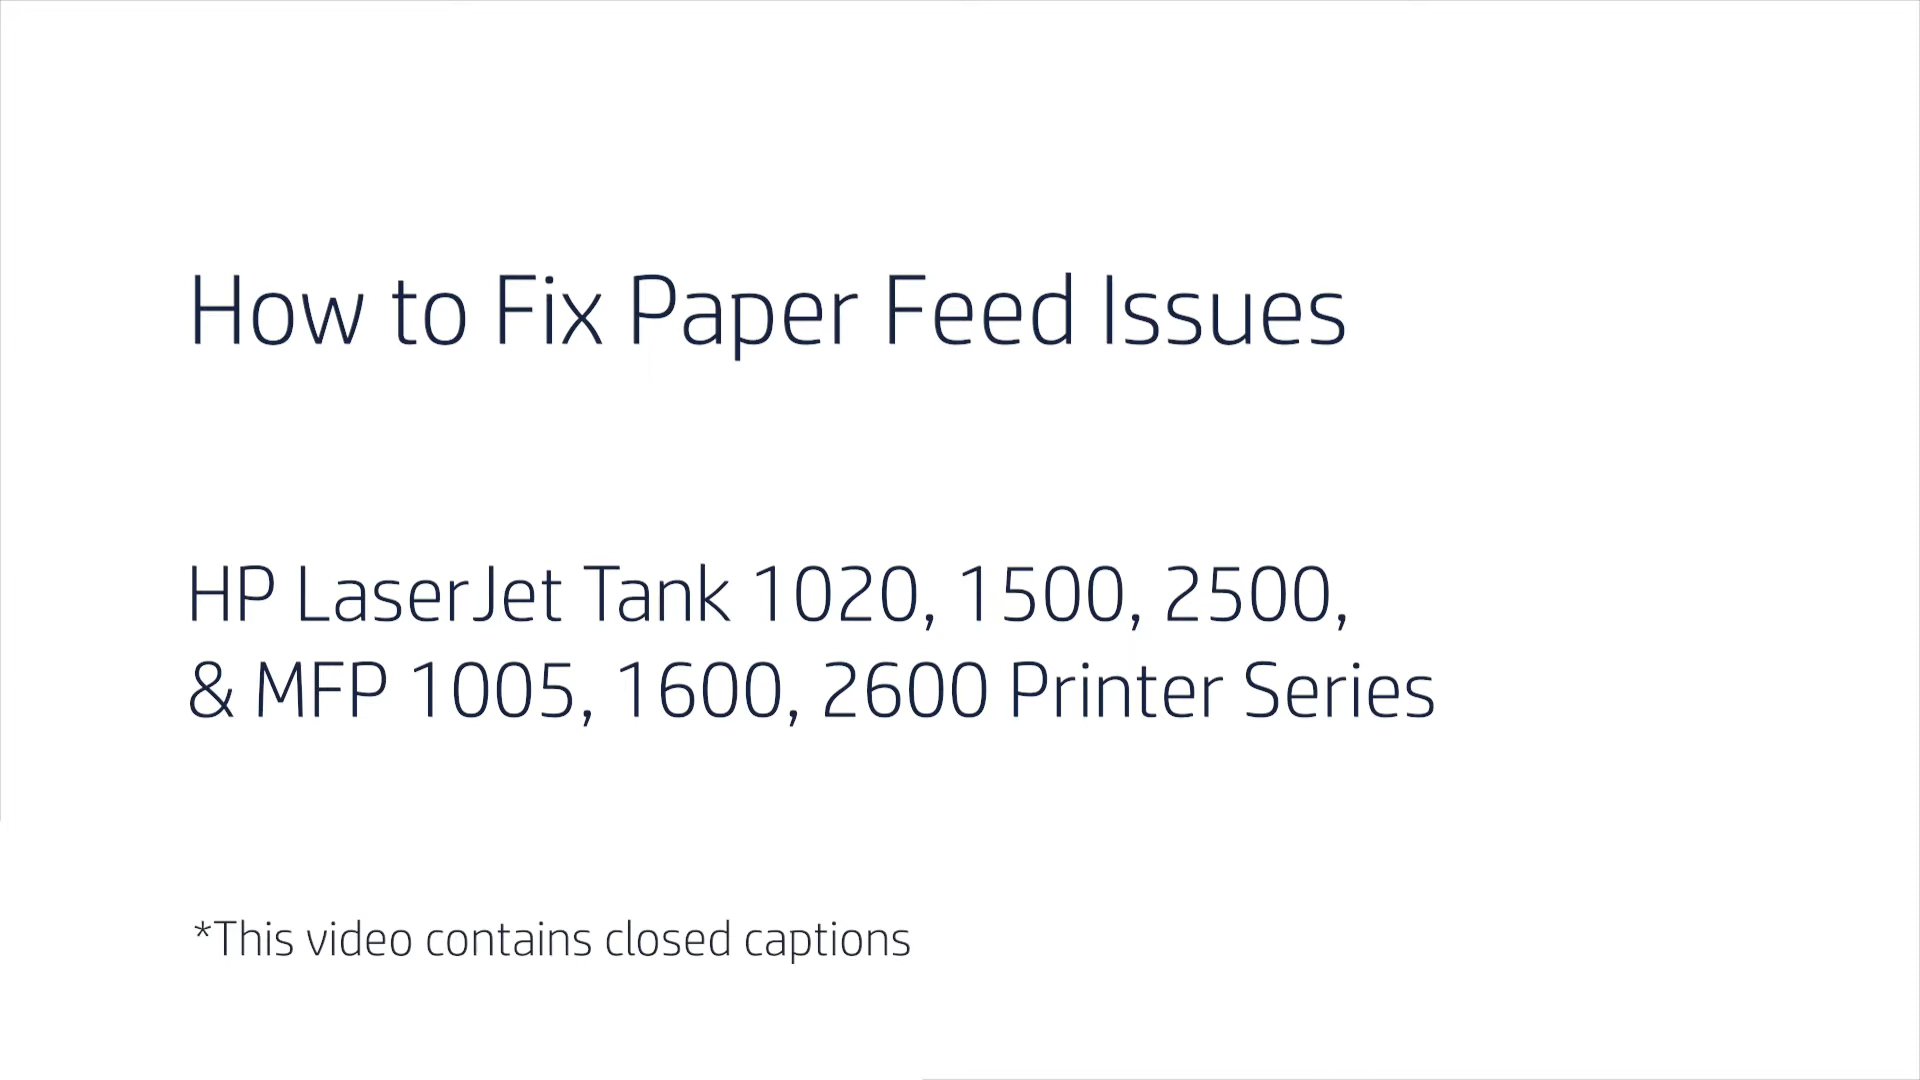 How to Fix Paper Feed Issues
HP LaserJet Tank 1020, 1500, 2500,
& MFP 1005, 1600, 2600 Printer Series
*This video contains closed captions